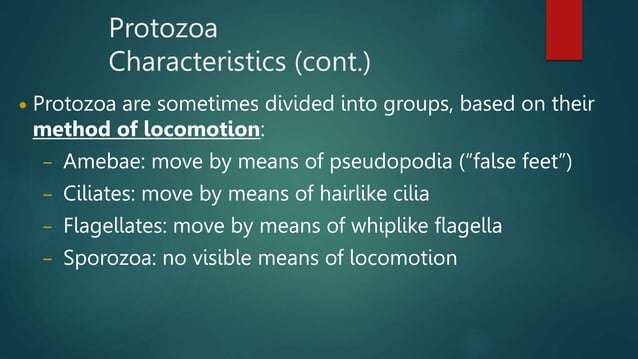 Protozoa
Characteristics (cont.)
• Protozoa are sometimes divided into groups, based on their
method of locomotion:
– Amebae: move by means of pseudopodia (“false feet”)
– Ciliates: move by means of hairlike cilia
– Flagellates: move by means of whiplike flagella
– Sporozoa: no visible means of locomotion